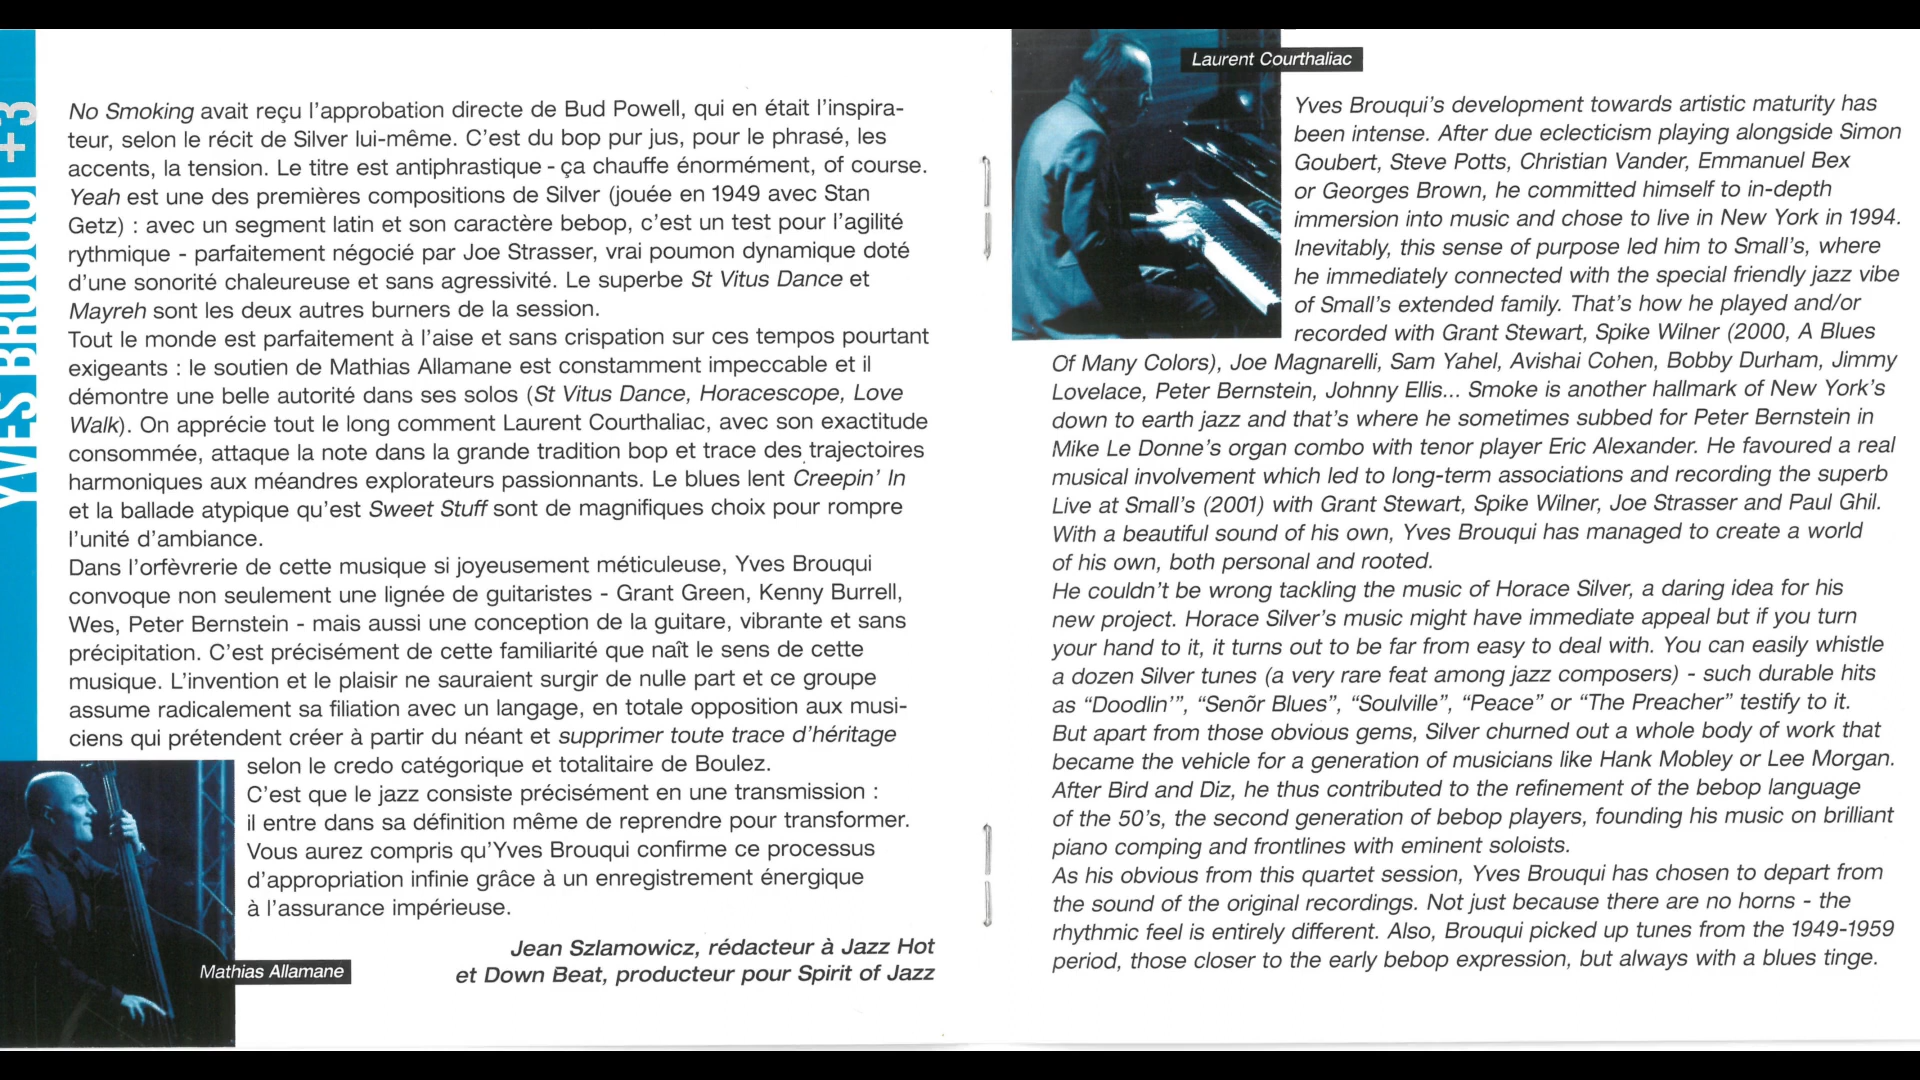 YVES BROUQUI +3
No Smoking avait reçu l'approbation directe de Bud Powell, qui en était l'inspira-
teur, selon le récit de Silver lui-même. C'est du bop pur jus, pour le phrasé, les
accents, la tension. Le titre est antiphrastique - ça chauffe énormément, of course.
Yeah est une des premières compositions de Silver (jouée en 1949 avec Stan
Getz) : avec un segment latin et son caractère bebop, c'est un test pour l'agilité
rythmique - parfaitement négocié par Joe Strasser, vrai poumon dynamique doté
d'une sonorité chaleureuse et sans agressivité. Le superbe St Vitus Dance et
Mayreh sont les deux autres burners de la session.
Tout le monde est parfaitement à l'aise et sans crispation sur ces tempos pourtant
exigeants : le soutien de Mathias Allamane est constamment impeccable et il
démontre une belle autorité dans ses solos (St Vitus Dance, Horacescope, Love
Walk). On apprécie tout le long comment Laurent Courthaliac, avec son exactitude
consommée, attaque la note dans la grande tradition bop et trace des trajectoires
harmoniques aux méandres explorateurs passionnants. Le blues lent Creepin' In
et la ballade atypique qu'est Sweet Stuff sont de magnifiques choix pour rompre
l'unité d'ambiance.
Dans l'orfèvrerie de cette musique si joyeusement méticuleuse, Yves Brouqui
convoque non seulement une lignée de guitaristes - Grant Green, Kenny Burrell,
Wes, Peter Bernstein - mais aussi une conception de la guitare, vibrante et sans
précipitation. C'est précisément de cette familiarité que naît le sens de cette
musique. L'invention et le plaisir ne sauraient surgir de nulle part et ce groupe
assume radicalement sa filiation avec un langage, en totale opposition aux musi-
ciens qui prétendent créer à partir du néant et supprimer toute trace d'héritage
selon le credo catégorique et totalitaire de Boulez.
C'est que le jazz consiste précisément en une transmission :
il entre dans sa définition même de reprendre pour transformer.
Vous aurez compris qu'Yves Brouqui confirme ce processus
d'appropriation infinie grâce à un enregistrement énergique
à l'assurance impérieuse.
Jean Szlamowicz, rédacteur à Jazz Hot
et Down Beat, producteur pour Spirit of Jazz
Mathias Allamane
Laurent Courthaliac
Yves Brouqui's development towards artistic maturity has
been intense. After due eclecticism playing alongside Simon
Goubert, Steve Potts, Christian Vander, Emmanuel Bex
or Georges Brown, he committed himself to in-depth
immersion into music and chose to live in New York in 1994.
Inevitably, this sense of purpose led him to Small's, where
he immediately connected with the special friendly jazz vibe
of Small's extended family. That's how he played and/or
recorded with Grant Stewart, Spike Wilner (2000, A Blues
Of Many Colors), Joe Magnarelli, Sam Yahel, Avishai Cohen, Bobby Durham, Jimmy
Lovelace, Peter Bernstein, Johnny Ellis... Smoke is another hallmark of New York's
down to earth jazz and that's where he sometimes subbed for Peter Bernstein in
Mike Le Donne's organ combo with tenor player Eric Alexander. He favoured a real
musical involvement which led to long-term associations and recording the superb
Live at Small's (2001) with Grant Stewart, Spike Wilner, Joe Strasser and Paul Ghil.
With a beautiful sound of his own, Yves Brouqui has managed to create a world
of his own, both personal and rooted.
He couldn't be wrong tackling the music of Horace Silver, a daring idea for his
new project. Horace Silver's music might have immediate appeal but if you turn
your hand to it, it turns out to be far from easy to deal with. You can easily whistle
a dozen Silver tunes (a very rare feat among jazz composers) - such durable hits
as "Doodlin'", "Senõr Blues", "Soulville", "Peace" or "The Preacher" testify to it.
But apart from those obvious gems, Silver churned out a whole body of work that
became the vehicle for a generation of musicians like Hank Mobley or Lee Morgan.
After Bird and Diz, he thus contributed to the refinement of the bebop language
of the 50's, the second generation of bebop players, founding his music on brilliant
piano comping and frontlines with eminent soloists.
As his obvious from this quartet session, Yves Brouqui has chosen to depart from
the sound of the original recordings. Not just because there are no horns - the
rhythmic feel is entirely different. Also, Brouqui picked up tunes from the 1949-1959
period, those closer to the early bebop expression, but always with a blues tinge.